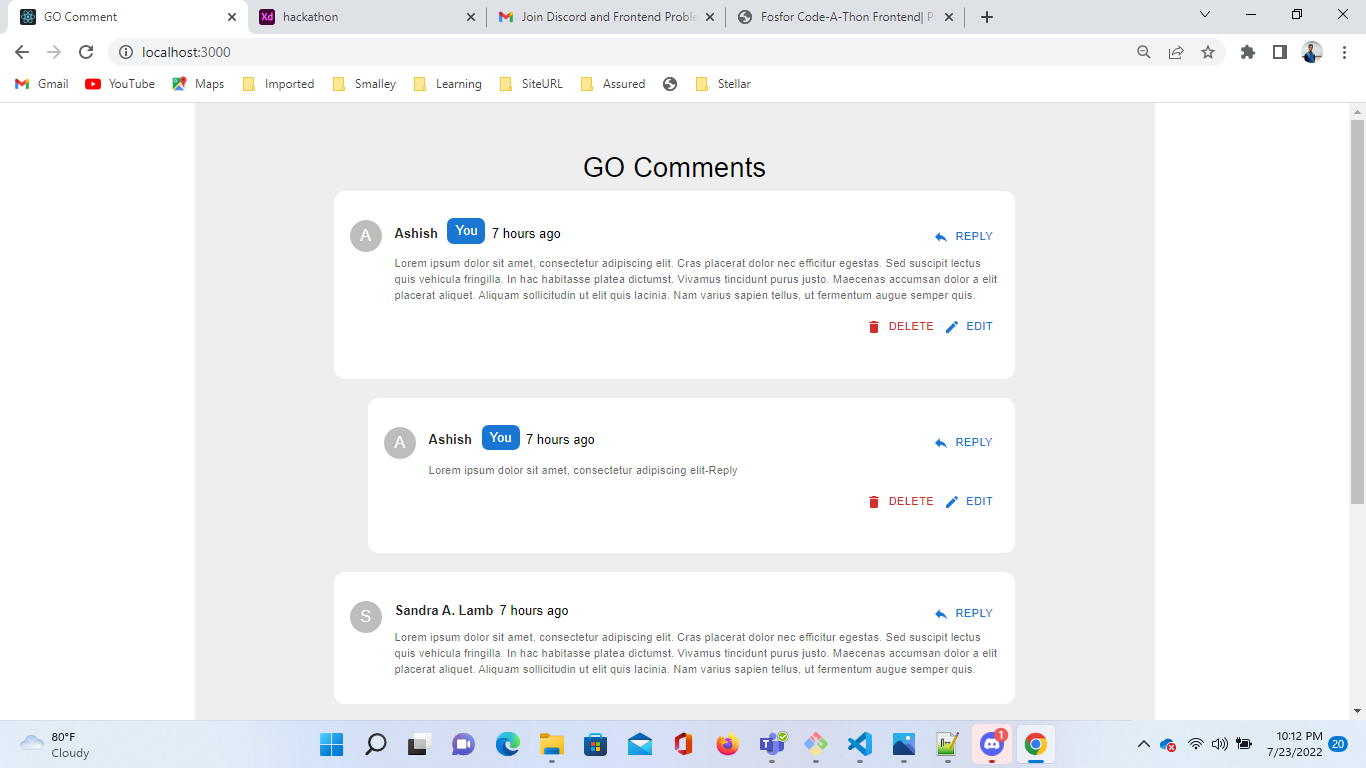 GO Comment
Xd hackathon
Join Discord and Frontend Proble
Fosfor Code-A-Thon Frontend| P
localhost:3000
Gmail YouTube Maps Imported Smalley Learning SiteURL Assured Stellar
GO Comments
A Ashish You 7 hours ago REPLY
Lorem ipsum dolor sit amet, consectetur adipiscing elit. Cras placerat dolor nec efficitur egestas. Sed suscipit lectus
quis vehicula fringilla. In hac habitasse platea dictumst. Vivamus tincidunt purus justo. Maecenas accumsan dolor a elit
placerat aliquet. Aliquam sollicitudin ut elit quis lacinia. Nam varius sapien tellus, ut fermentum augue semper quis.
DELETE EDIT
A Ashish You 7 hours ago REPLY
Lorem ipsum dolor sit amet, consectetur adipiscing elit-Reply
DELETE EDIT
S Sandra A. Lamb 7 hours ago REPLY
Lorem ipsum dolor sit amet, consectetur adipiscing elit. Cras placerat dolor nec efficitur egestas. Sed suscipit lectus
quis vehicula fringilla. In hac habitasse platea dictumst. Vivamus tincidunt purus justo. Maecenas accumsan dolor a elit
placerat aliquet. Aliquam sollicitudin ut elit quis lacinia. Nam varius sapien tellus, ut fermentum augue semper quis.
80°F
Cloudy
1
10:12 PM
7/23/2022
20